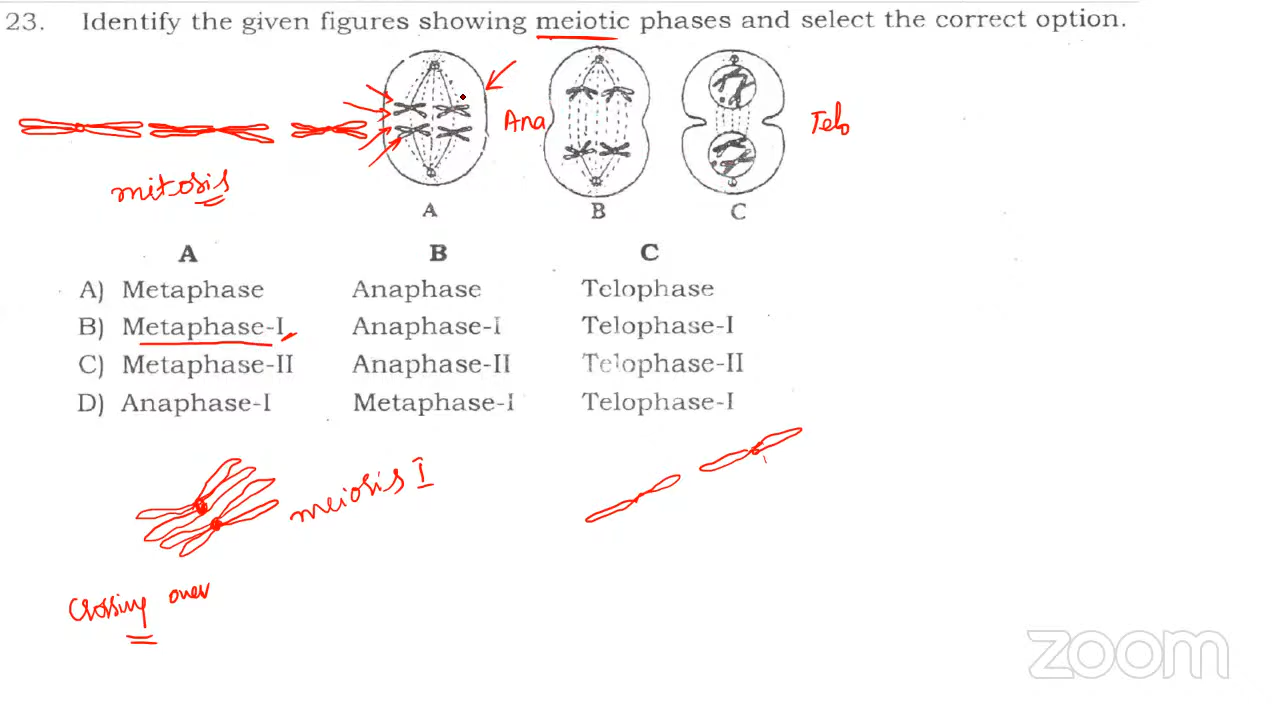 23. Identify the given figures showing meiotic phases and select the correct option.
Ana
Telo
mitosis
A B C
A B C
A) Metaphase Anaphase Telophase
B) Metaphase-I Anaphase-I Telophase-I
C) Metaphase-II Anaphase-II Telophase-II
D) Anaphase-I Metaphase-I Telophase-I
meiosis I
Crossing over
zoom